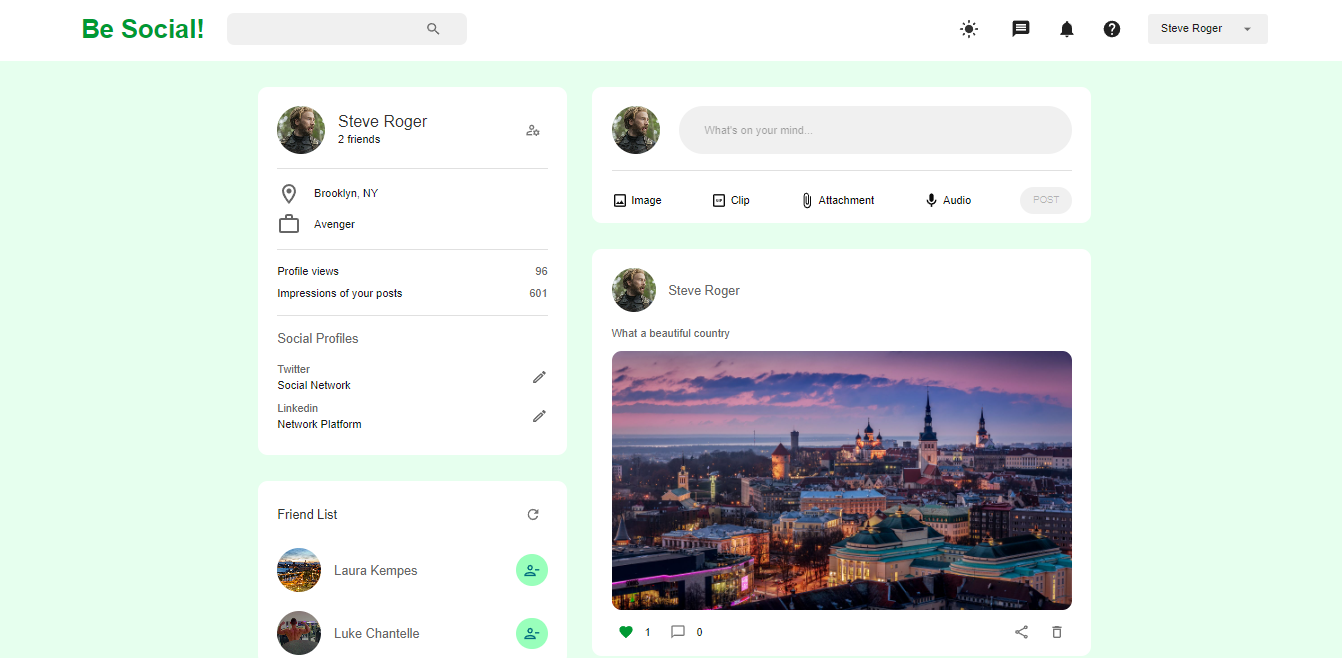 Be Social!
Steve Roger
Steve Roger
2 friends
Brooklyn, NY
Avenger
Profile views 96
Impressions of your posts 601
Social Profiles
Twitter
Social Network
Linkedin
Network Platform
Friend List
Laura Kempes
Luke Chantelle
What's on your mind...
Image Clip Attachment Audio POST
Steve Roger
What a beautiful country
1 0